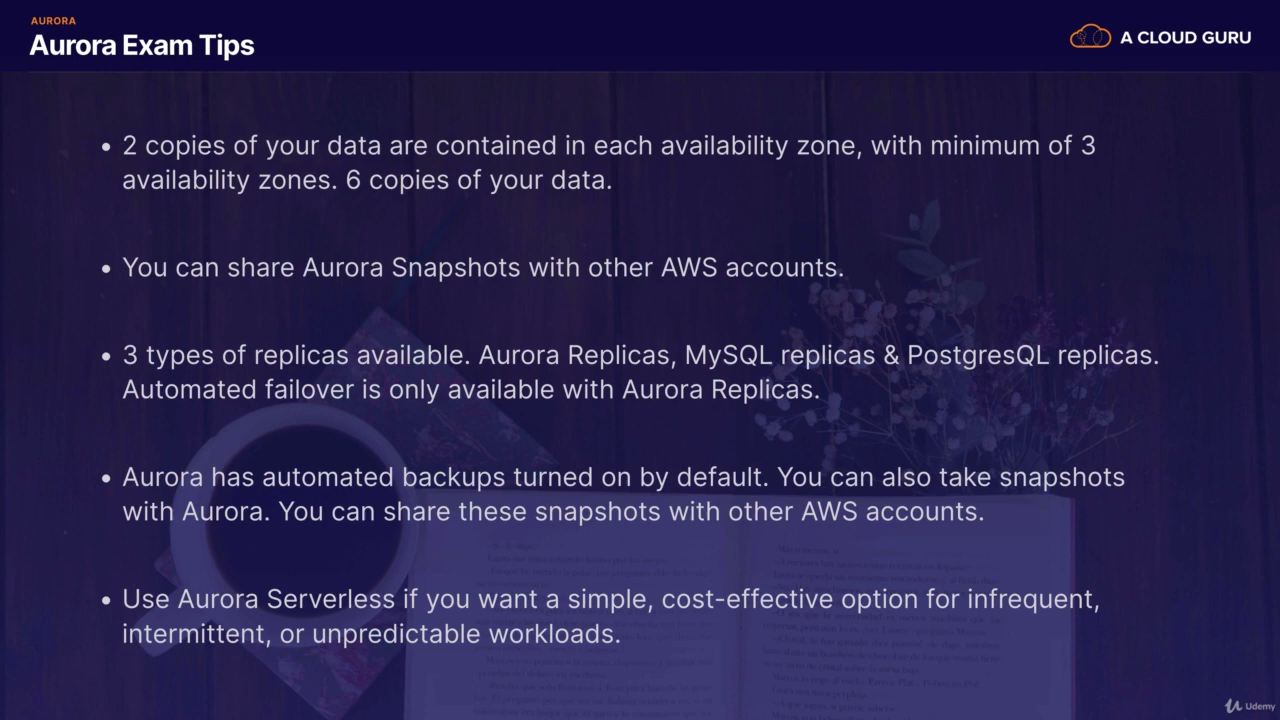 AURORA
Aurora Exam Tips
A CLOUD GURU
• 2 copies of your data are contained in each availability zone, with minimum of 3
availability zones. 6 copies of your data.
• You can share Aurora Snapshots with other AWS accounts.
• 3 types of replicas available. Aurora Replicas, MySQL replicas & PostgresQL replicas.
Automated failover is only available with Aurora Replicas.
• Aurora has automated backups turned on by default. You can also take snapshots
with Aurora. You can share these snapshots with other AWS accounts.
• Use Aurora Serverless if you want a simple, cost-effective option for infrequent,
intermittent, or unpredictable workloads.
Udemy